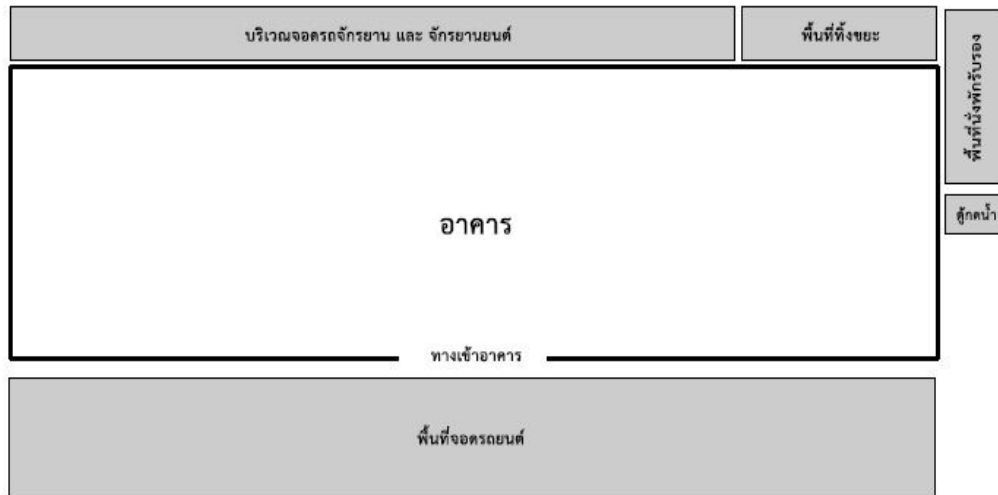 บริเวณจอดรถจักรยาน และ จักรยานยนต์
พื้นที่ทิ้งขยะ
พื้นที่นั่งพักรับรอง
อาคาร
ตู้กดน้ำ
ทางเข้าอาคาร
พื้นที่จอดรถยนต์